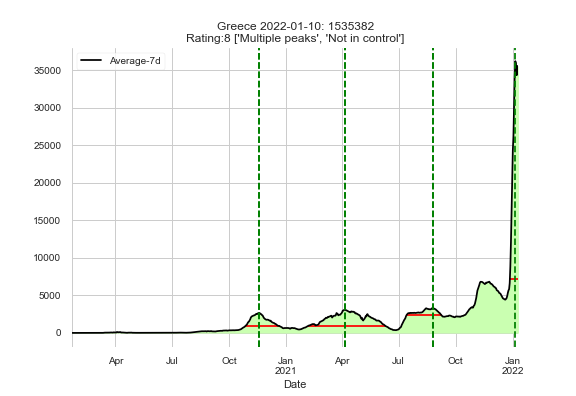 Greece 2022-01-10: 1535382
Rating:8 ['Multiple peaks', 'Not in control']
Average-7d
35000
30000
25000
20000
15000
10000
5000
0
Apr Jul Oct Jan Apr Jul Oct Jan
2021 2022
Date